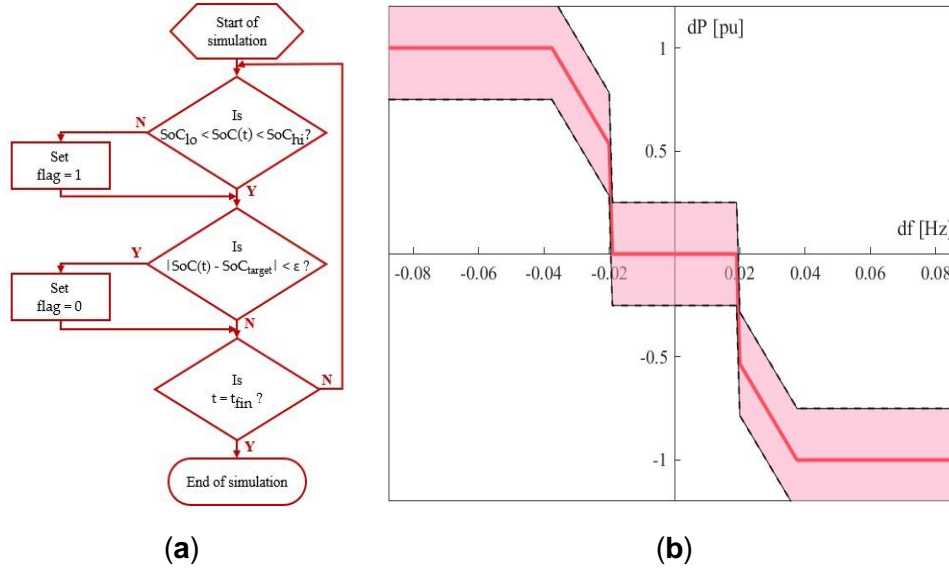 Start of
simulation
Is
SoC_lo < SoC(t) < SoC_hi?
N
Set
flag = 1
Y
Is
|SoC(t) - SoC_target| < ε ?
Y
Set
flag = 0
N
Is
t = t_fin ?
N
Y
End of simulation
(a)
dP [pu]
1
0.5
df [Hz]
-0.08 -0.06 -0.04 -0.02 0.02 0.04 0.06 0.08
-0.5
-1
(b)